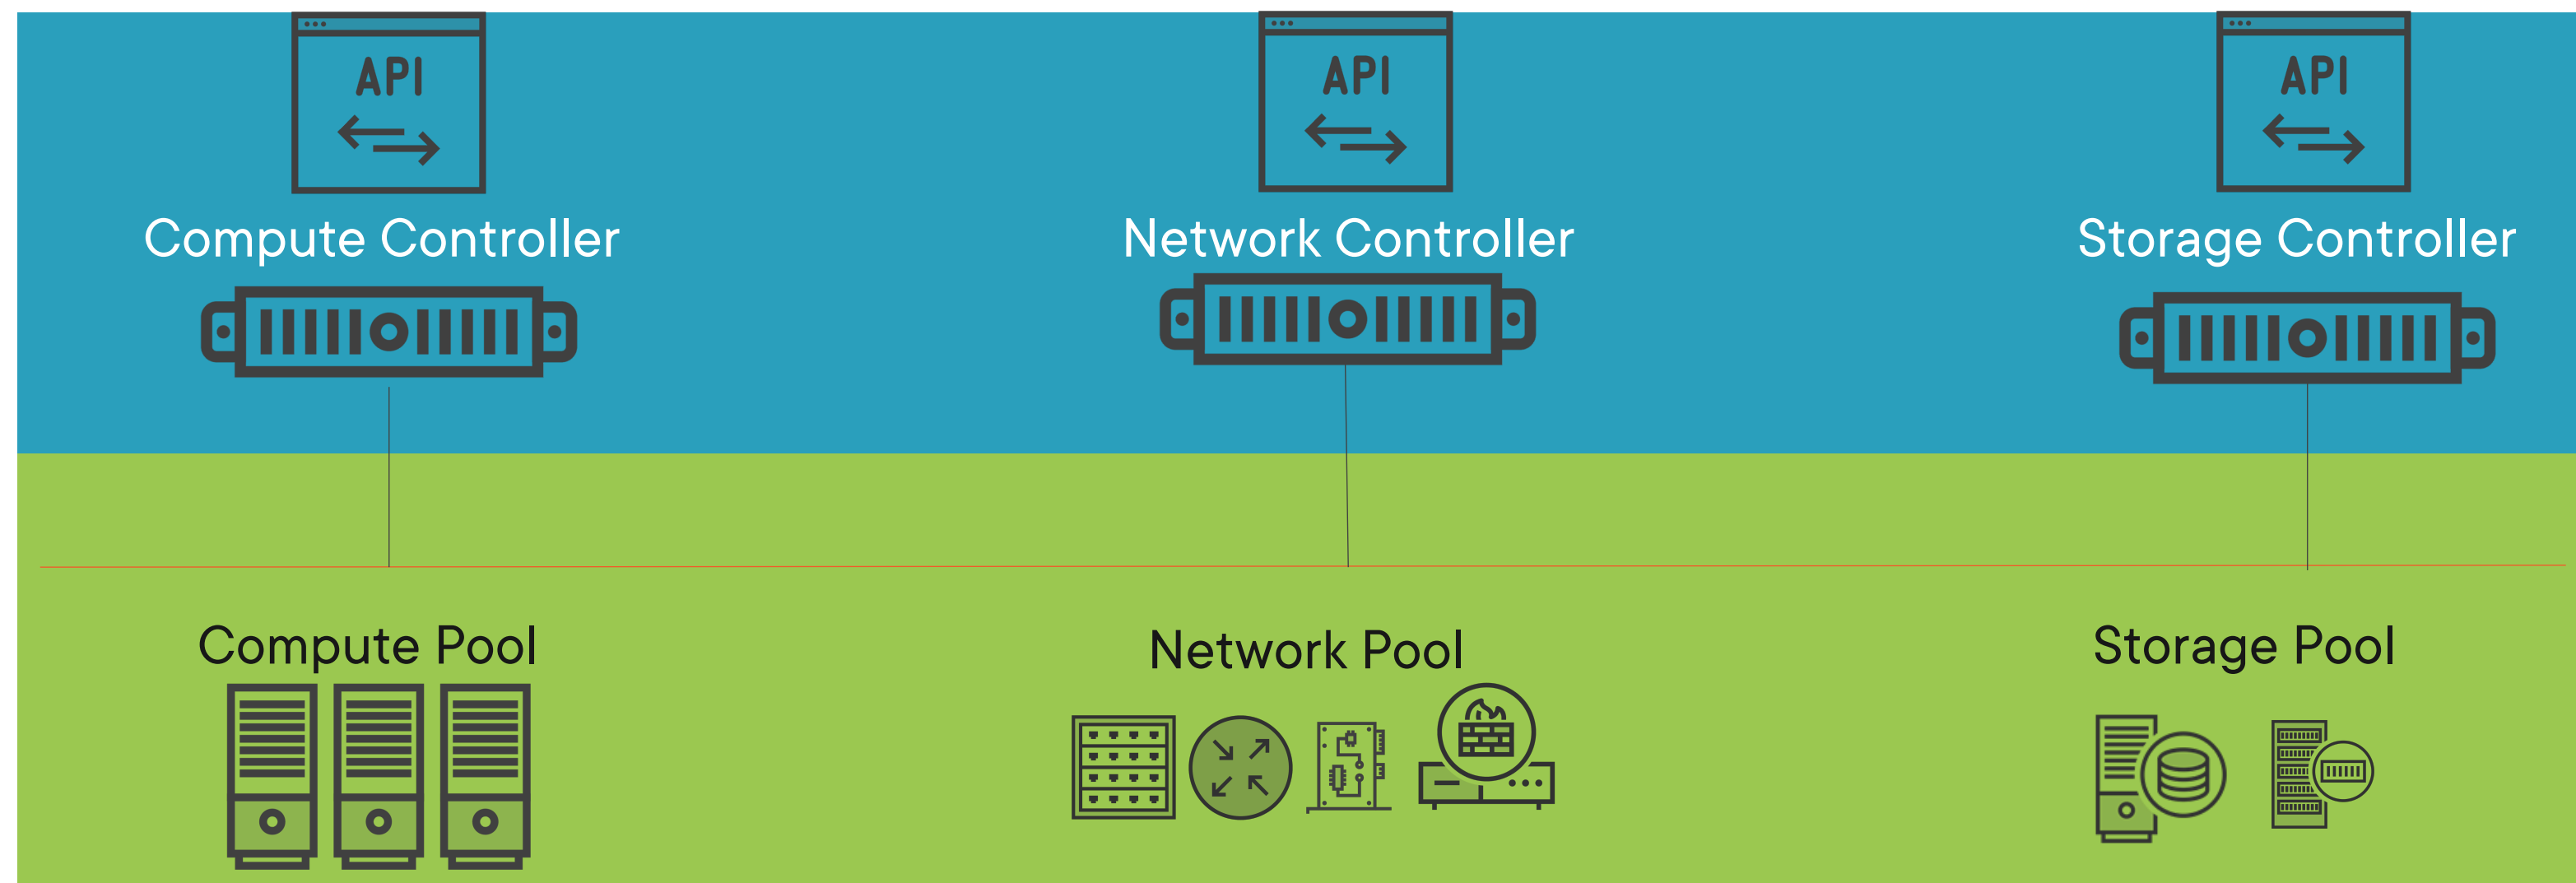 API
API
API
Compute Controller
Network Controller
Storage Controller
Compute Pool
Network Pool
Storage Pool